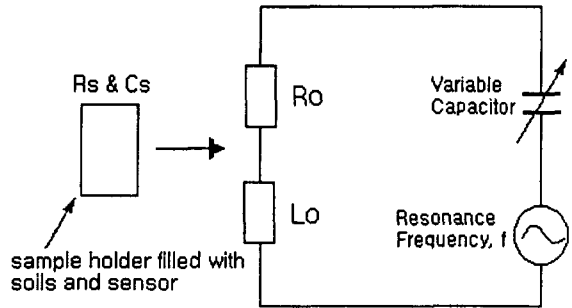 Rs & Cs
sample holder filled with
soils and sensor
Ro
Lo
Variable
Capacitor
Resonance
Frequency, f